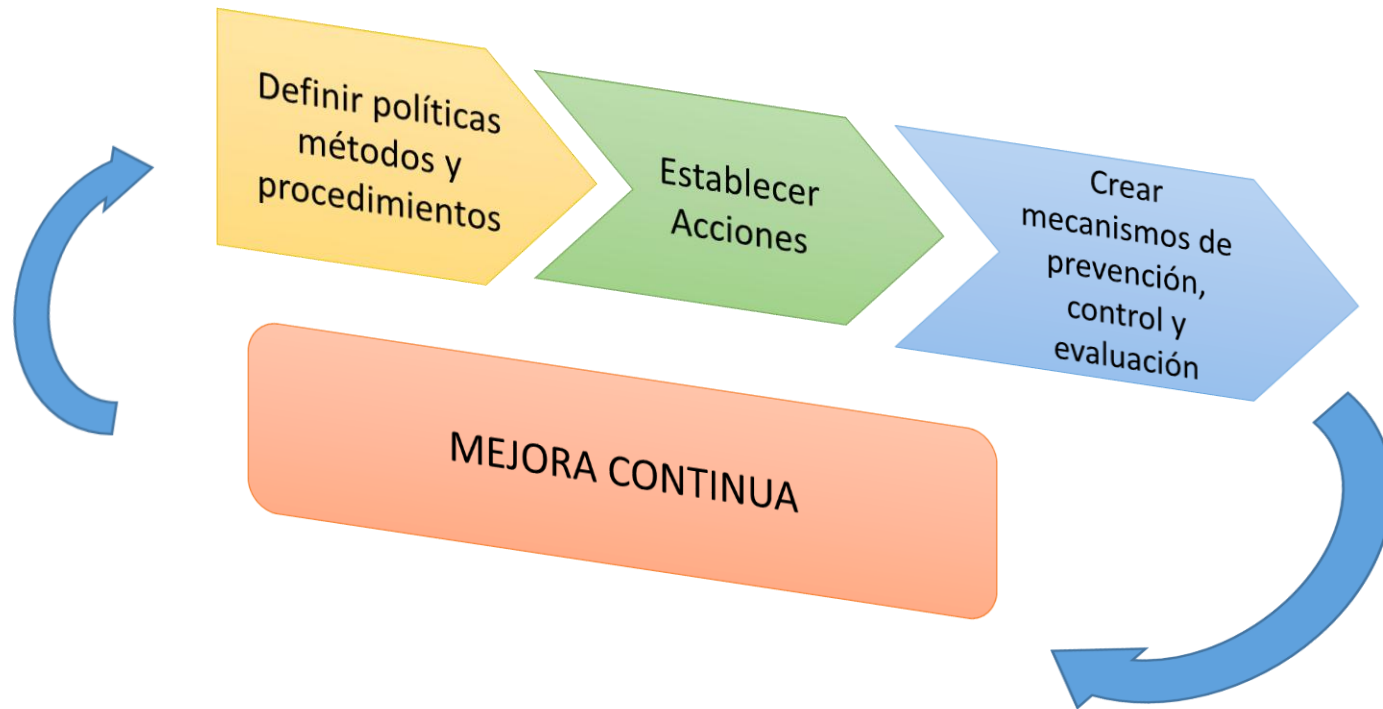 Definir políticas
métodos y
procedimientos
Establecer
Acciones
Crear
mecanismos de
prevención,
control y
evaluación
MEJORA CONTINUA